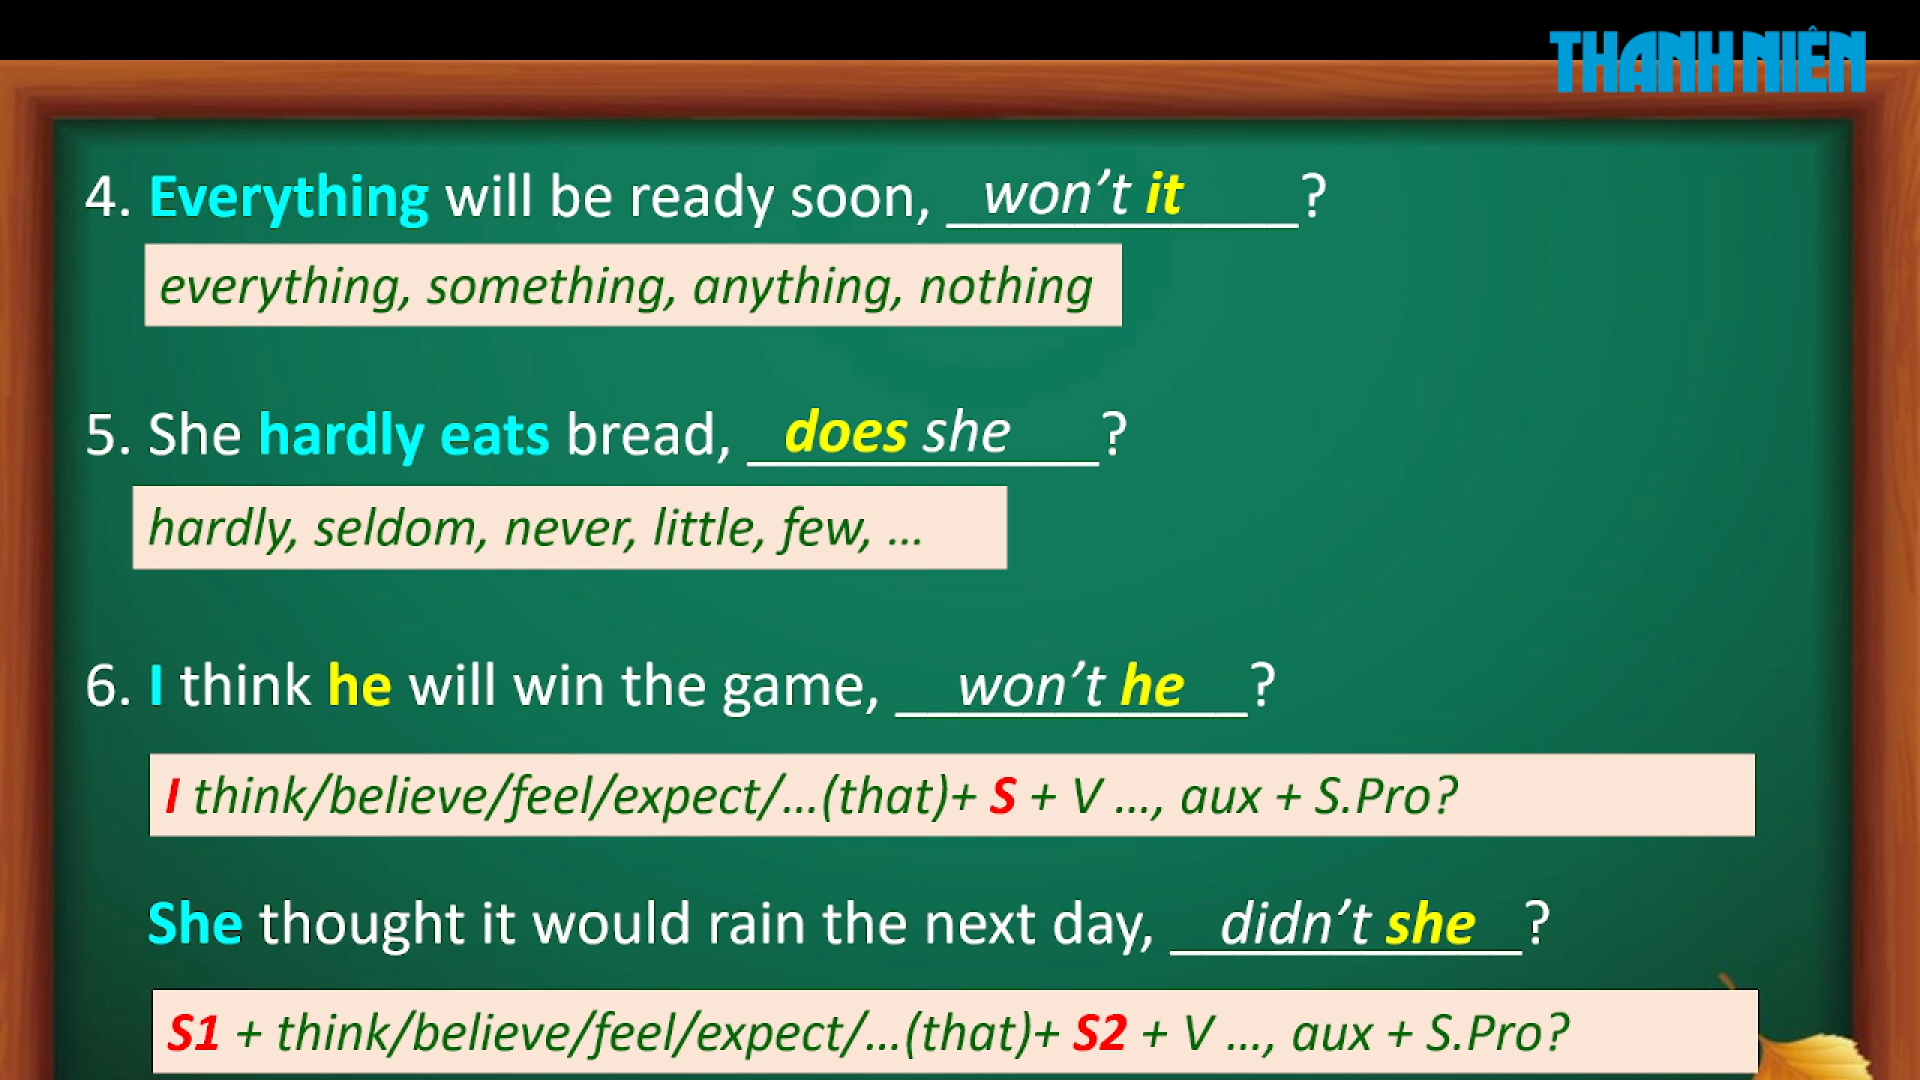 THANH NIÊN
4. Everything will be ready soon, won't it ?
everything, something, anything, nothing
5. She hardly eats bread, does she ?
hardly, seldom, never, little, few, ...
6. I think he will win the game, won't he ?
I think/believe/feel/expect/...(that)+ S + V ..., aux + S.Pro?
She thought it would rain the next day, didn't she ?
S1 + think/believe/feel/expect/...(that)+ S2 + V ..., aux + S.Pro?